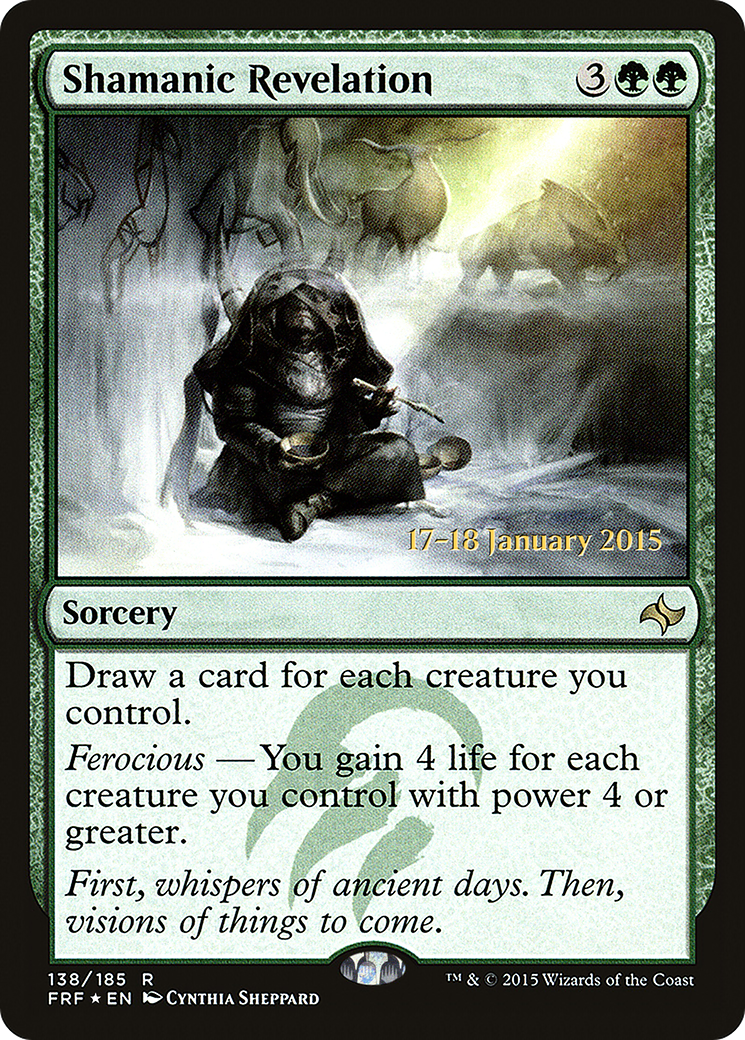 Shamanic Revelation 3
17–18 January 2015
Sorcery
Draw a card for each creature you
control.
Ferocious — You gain 4 life for each
creature you control with power 4 or
greater.
First, whispers of ancient days. Then,
visions of things to come.
138/185 R
™ & © 2015 Wizards of the Coast
FRF ★ EN Cynthia Sheppard